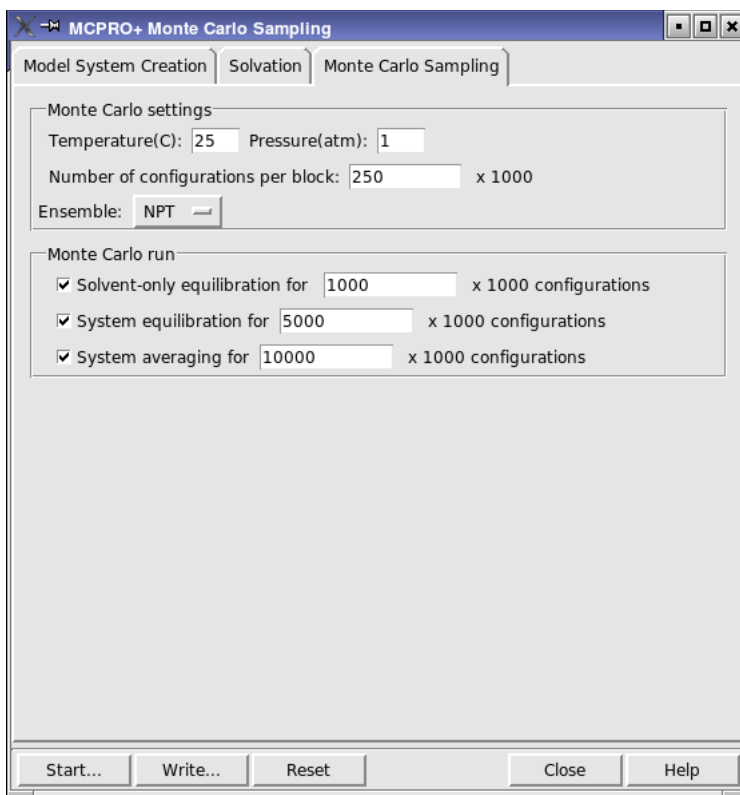 MCPRO+ Monte Carlo Sampling
Model System Creation Solvation Monte Carlo Sampling
Monte Carlo settings
Temperature(C): 25 Pressure(atm): 1
Number of configurations per block: 250 x 1000
Ensemble: NPT
Monte Carlo run
Solvent-only equilibration for 1000 x 1000 configurations
System equilibration for 5000 x 1000 configurations
System averaging for 10000 x 1000 configurations
Start... Write... Reset Close Help